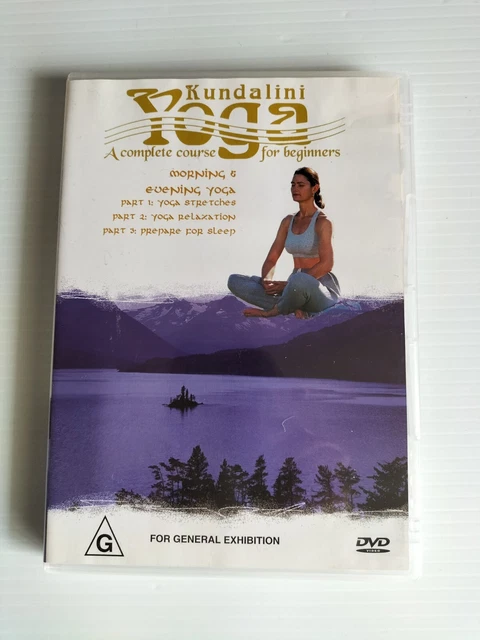 Kundalini
Yoga
A complete course for beginners
Morning &
Evening Yoga
Part 1: Yoga Stretches
Part 2: Yoga Relaxation
Part 3: Prepare for Sleep
G
FOR GENERAL EXHIBITION
DVD
VIDEO